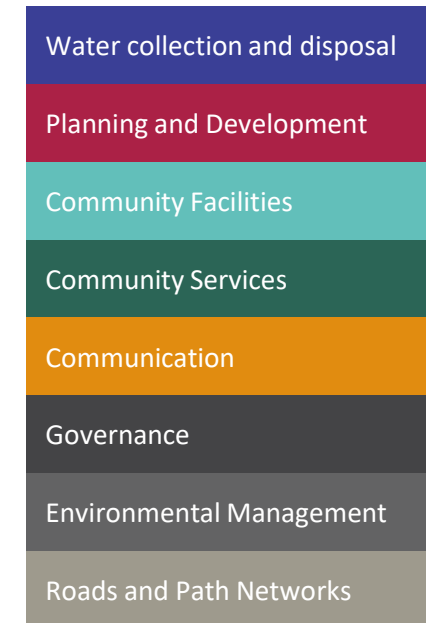 Water collection and disposal
Planning and Development
Community Facilities
Community Services
Communication
Governance
Environmental Management
Roads and Path Networks